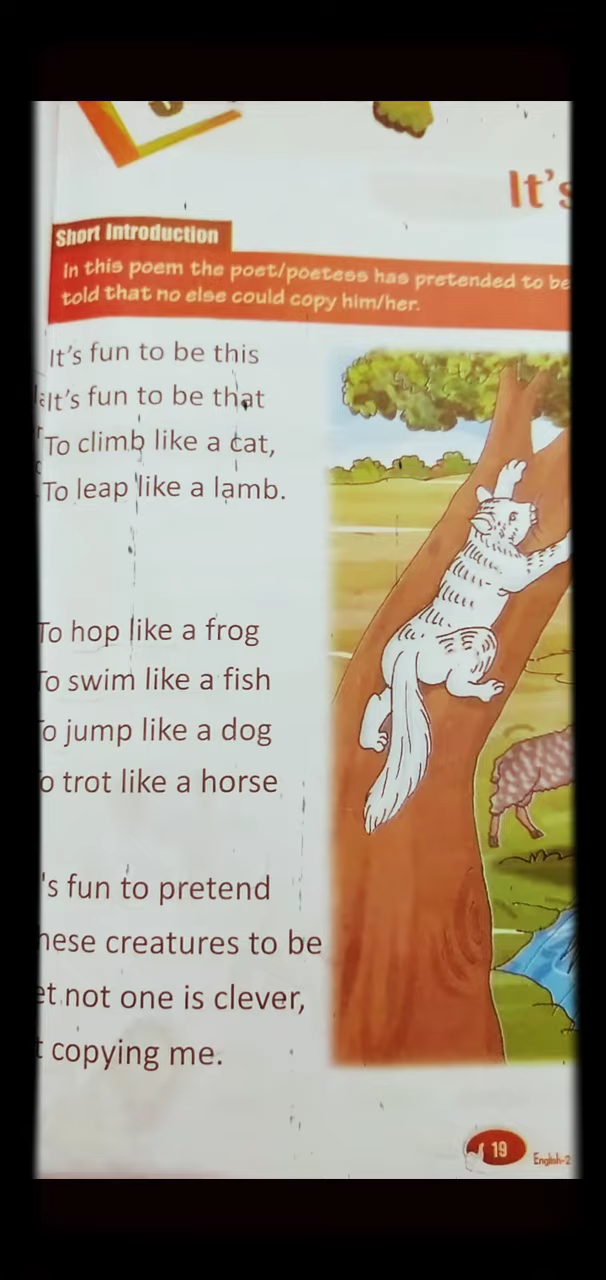 It's
Short Introduction
In this poem the poet/poetess has pretended to be
told that no else could copy him/her.
It's fun to be this
It's fun to be that
To climb like a cat,
To leap like a lamb.
To hop like a frog
To swim like a fish
To jump like a dog
To trot like a horse
's fun to pretend
hese creatures to be
et not one is clever,
t copying me.
19
English-2